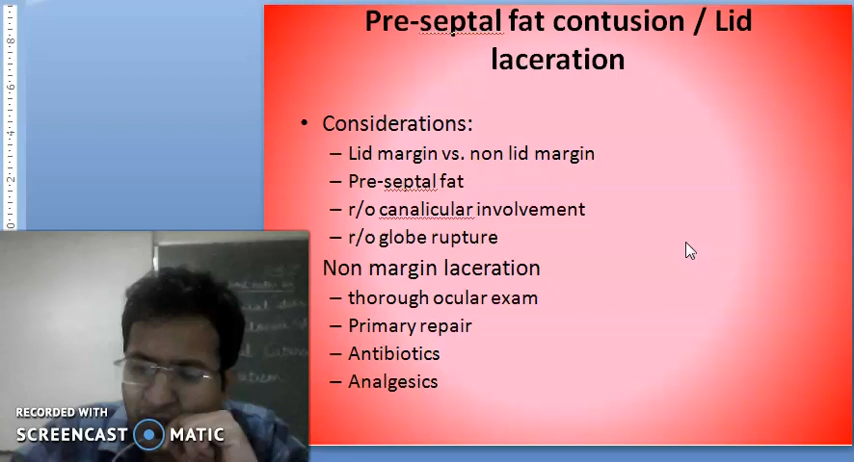 Pre-septal fat contusion / Lid
laceration
• Considerations:
– Lid margin vs. non lid margin
– Pre-septal fat
– r/o canalicular involvement
– r/o globe rupture
Non margin laceration
– thorough ocular exam
– Primary repair
– Antibiotics
– Analgesics
RECORDED WITH
SCREENCAST MATIC